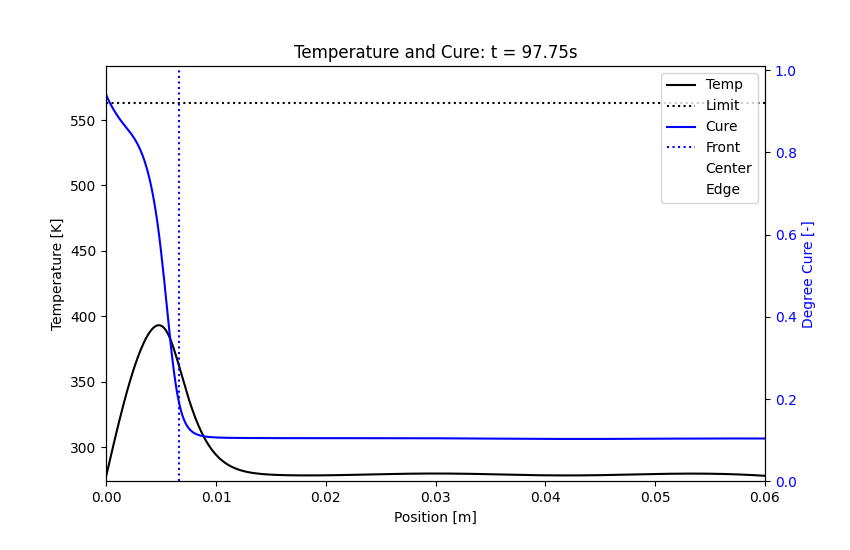 Temperature and Cure: t = 97.75s
Temp
Limit
Cure
Front
Center
Edge
Temperature [K]
550
500
450
400
350
300
Degree Cure [-]
1.0
0.8
0.6
0.4
0.2
0.0
0.00 0.01 0.02 0.03 0.04 0.05 0.06
Position [m]